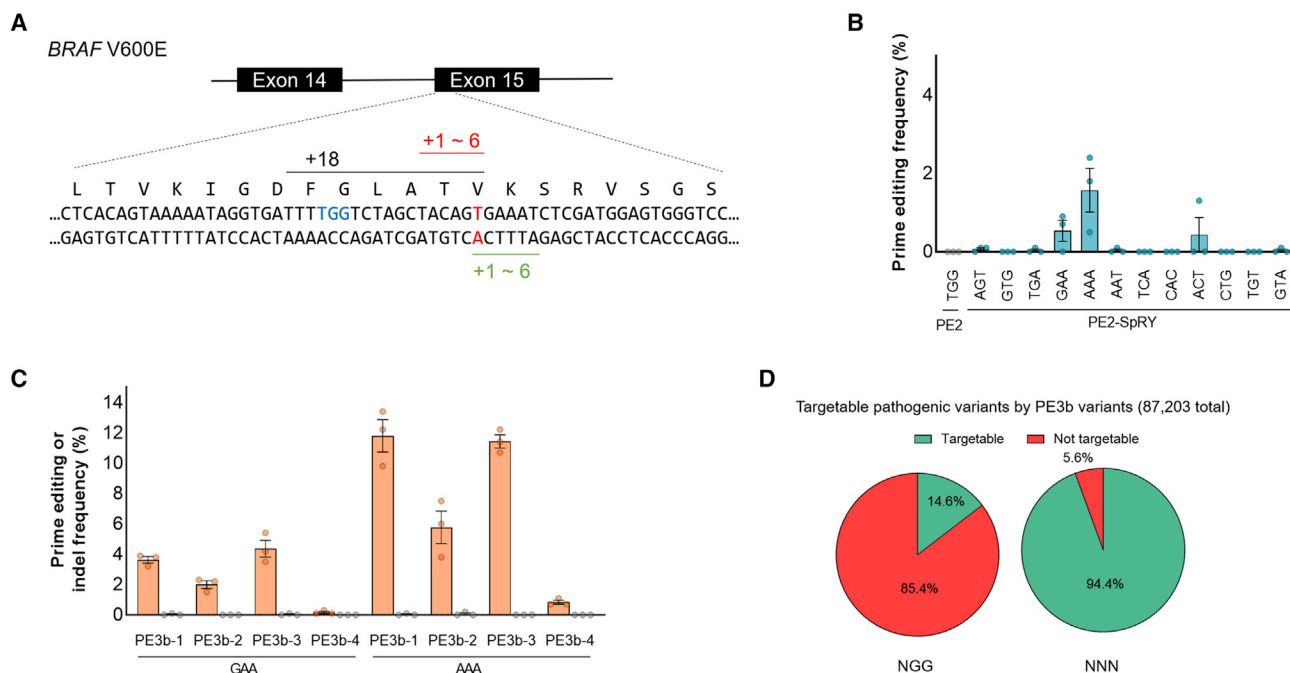 A
BRAF V600E
Exon 14
Exon 15
+1 ~ 6
+18
L T V K I G D F G L A T V K S R V S G S
...CTCACAGTAAAAATAGGTGATTTTGGTCTAGCTACAGTGAAATCTCGATGGAGTGGGTCC...
...GAGTGTCATTTTTATCCACTAAAACCAGATCGATGTCACTTTAGAGCTACCTCACCCAGG...
+1 ~ 6
B
Prime editing frequency (%)
4
2
0
TGG
AGT
GTG
TGA
GAA
AAA
AAT
TCA
CAC
ACT
CTG
TGT
GTA
PE2
PE2-SpRY
C
Prime editing or
indel frequency (%)
14
12
10
8
6
4
2
0
PE3b-1 PE3b-2 PE3b-3 PE3b-4 PE3b-1 PE3b-2 PE3b-3 PE3b-4
GAA
AAA
D
Targetable pathogenic variants by PE3b variants (87,203 total)
Targetable Not targetable
5.6%
14.6%
85.4%
94.4%
NGG
NNN